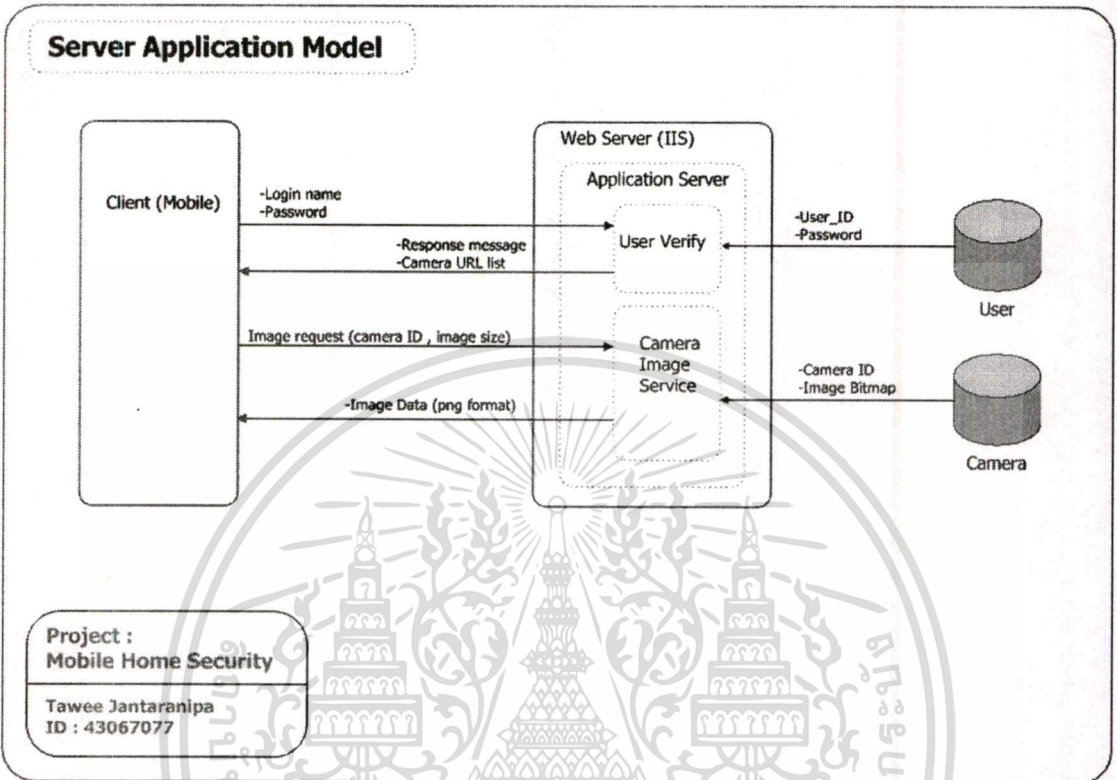 Server Application Model
Client (Mobile)
-Login name
-Password
-Response message
-Camera URL list
Image request (camera ID , image size)
-Image Data (png format)
Web Server (IIS)
Application Server
User Verify
Camera
Image
Service
-User_ID
-Password
User
-Camera ID
-Image Bitmap
Camera
Project :
Mobile Home Security
Tawee Jantaranipa
ID : 43067077